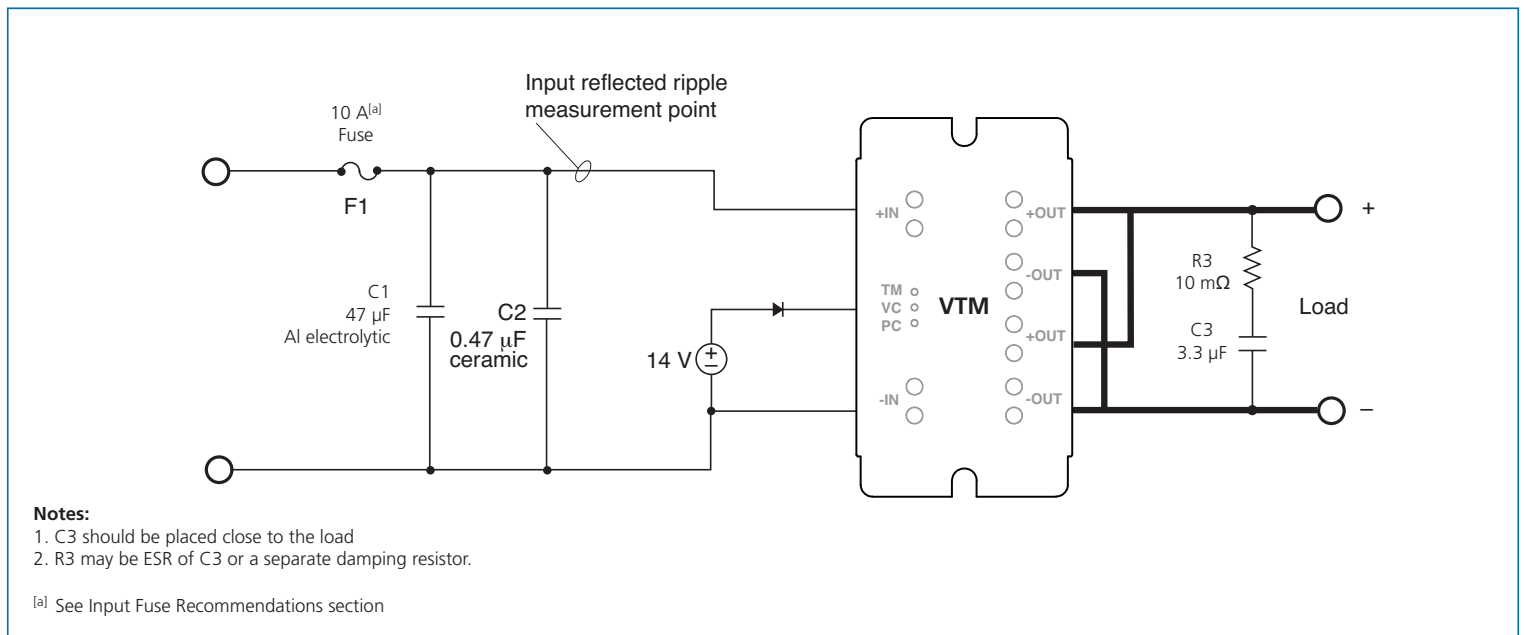 Input reflected ripple
measurement point
10 A[a]
Fuse
F1
C1
47 µF
Al electrolytic
C2
0.47 µF
ceramic
14 V
+
–
+IN
TM
VC
PC
-IN
VTM
+OUT
-OUT
+OUT
-OUT
R3
10 mΩ
C3
3.3 µF
Load
+
–
Notes:
1. C3 should be placed close to the load
2. R3 may be ESR of C3 or a separate damping resistor.
[a] See Input Fuse Recommendations section